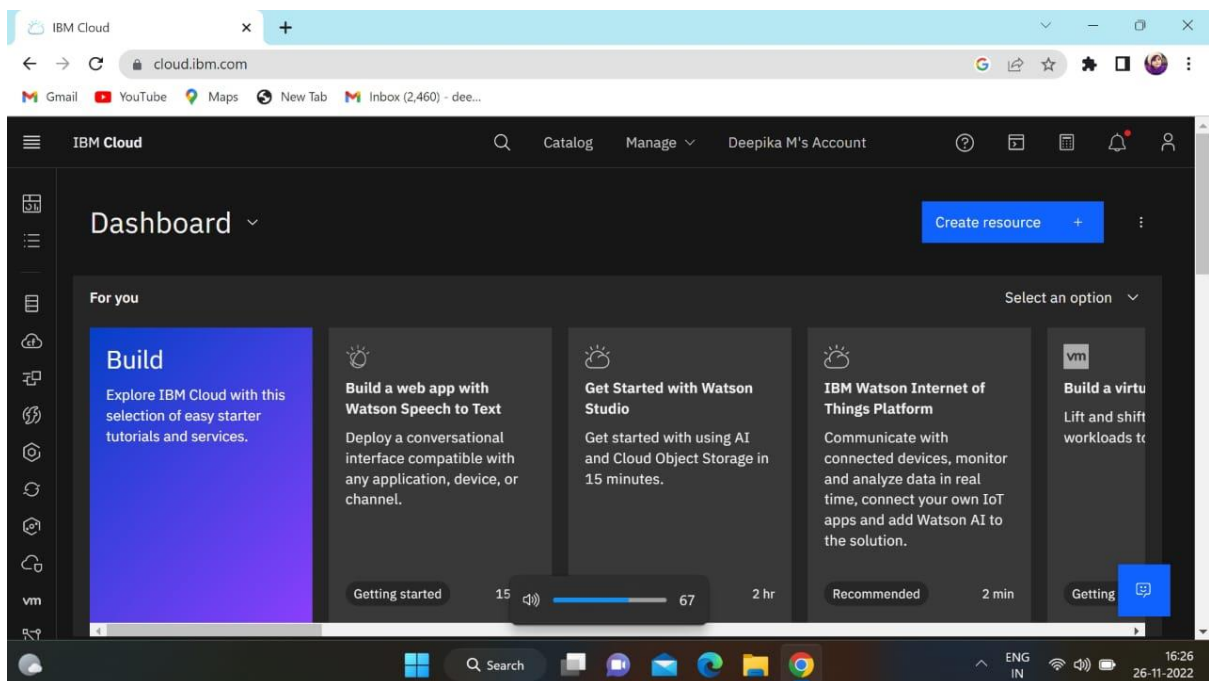 IBM Cloud
cloud.ibm.com
Gmail YouTube Maps New Tab Inbox (2,460) - dee...
IBM Cloud Catalog Manage Deepika M's Account
Dashboard
Create resource +
For you
Select an option
Build
Explore IBM Cloud with this
selection of easy starter
tutorials and services.
Build a web app with
Watson Speech to Text
Deploy a conversational
interface compatible with
any application, device, or
channel.
Getting started 15
Get Started with Watson
Studio
Get started with using AI
and Cloud Object Storage in
15 minutes.
2 hr
IBM Watson Internet of
Things Platform
Communicate with
connected devices, monitor
and analyze data in real
time, connect your own IoT
apps and add Watson AI to
the solution.
Recommended 2 min
vm
Build a virtu
Lift and shift
workloads to
Getting
67
vm
Search
ENG
IN
16:26
26-11-2022